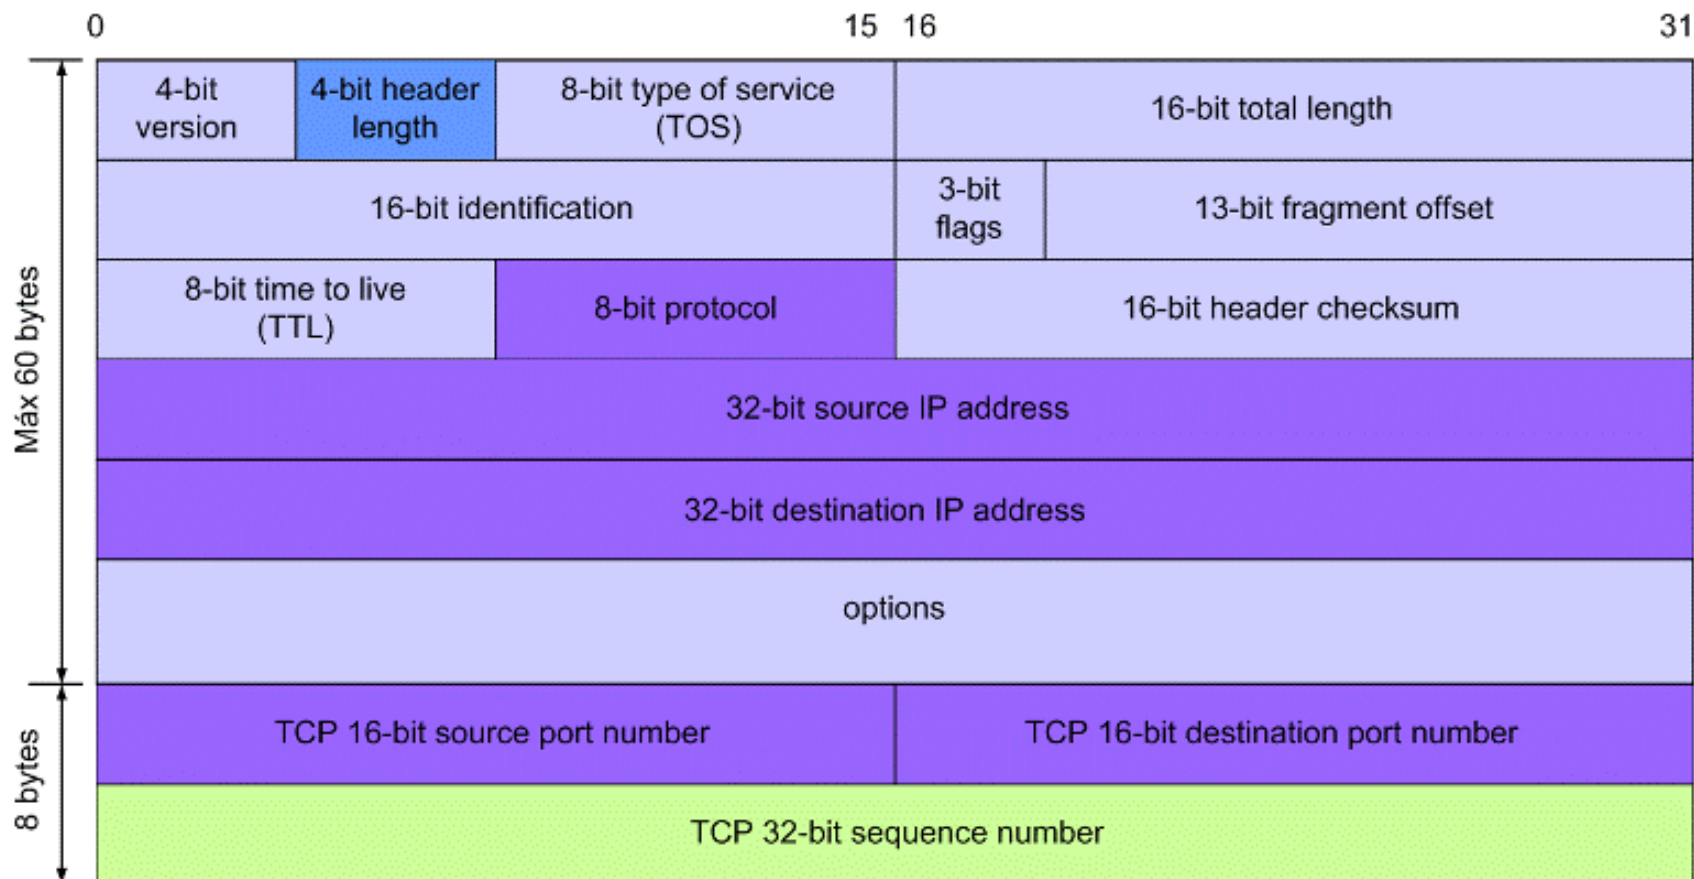 0 15 16 31
4-bit version
4-bit header length
8-bit type of service (TOS)
16-bit total length
16-bit identification
3-bit flags
13-bit fragment offset
8-bit time to live (TTL)
8-bit protocol
16-bit header checksum
Máx 60 bytes
32-bit source IP address
32-bit destination IP address
options
TCP 16-bit source port number
TCP 16-bit destination port number
8 bytes
TCP 32-bit sequence number